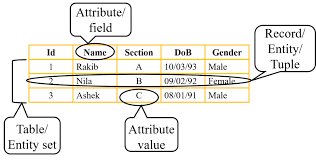 Attribute/
field
Record/
Entity/
Tuple
Id Name Section DoB Gender
1 Rakib A 10/03/93 Male
2 Nila B 09/02/92 Female
3 Ashek C 08/01/91 Male
Table/
Entity set
Attribute
value